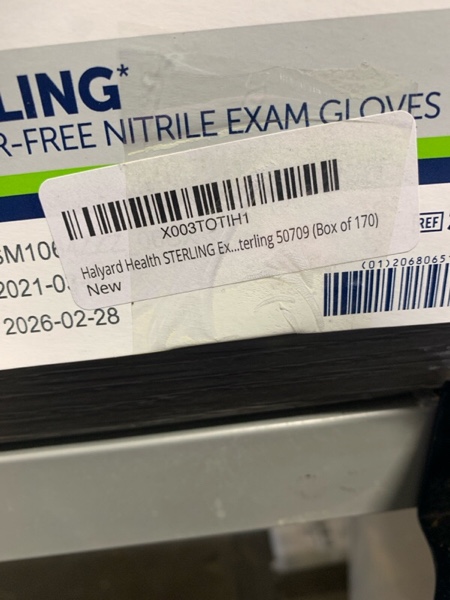 LING*
R-FREE NITRILE EXAM GLOVES
X003TOTIH1
Halyard Health STERLING Ex...terling 50709 (Box of 170)
New
REF
SM106
2021-0
2026-02-28
(01)2068065